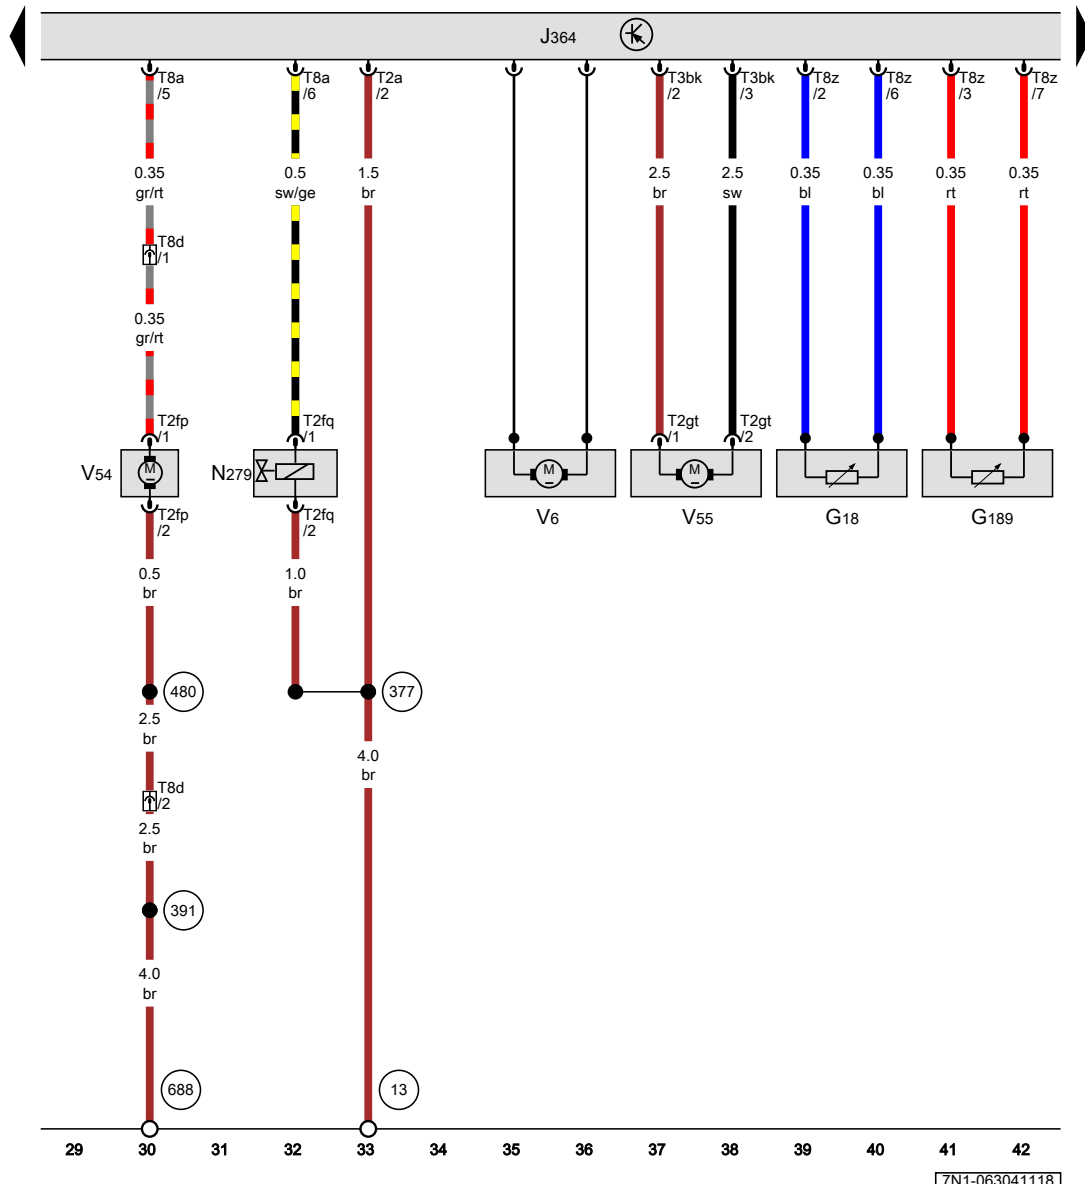 J364
T8a
/5
T8a
/6
T2a
/2
T3bk
/2
T3bk
/3
T8z
/2
T8z
/6
T8z
/3
T8z
/7
0.35
gr/rt
0.5
sw/ge
1.5
br
2.5
br
2.5
sw
0.35
bl
0.35
bl
0.35
rt
0.35
rt
T8d
/1
0.35
gr/rt
T2fp
/1
T2fq
/1
T2gt
/1
T2gt
/2
V54
M
N279
M
M
T2fp
/2
T2fq
/2
V6
V55
G18
G189
0.5
br
1.0
br
480
377
2.5
br
4.0
br
T8d
/2
2.5
br
391
4.0
br
688
13
29 30 31 32 33 34 35 36 37 38 39 40 41 42
7N1-063041118